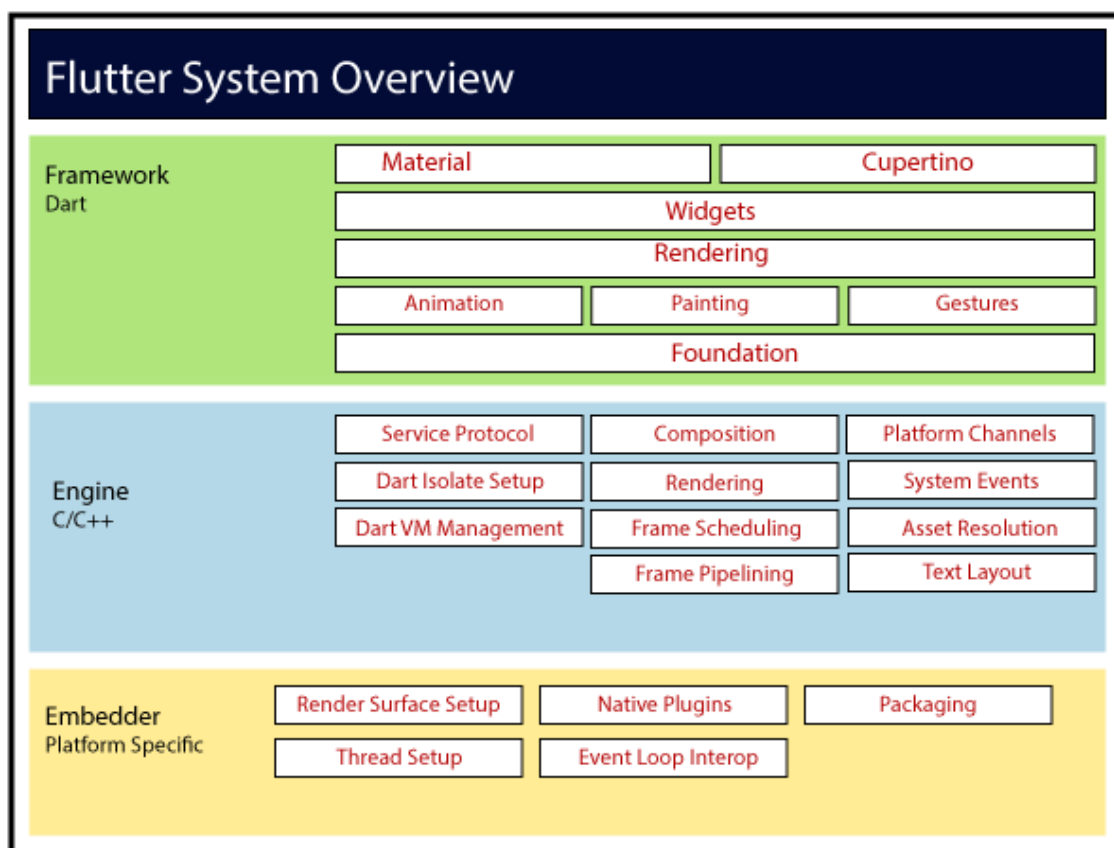 Flutter System Overview
Framework
Dart
Material
Cupertino
Widgets
Rendering
Animation
Painting
Gestures
Foundation
Engine
C/C++
Service Protocol
Composition
Platform Channels
Dart Isolate Setup
Rendering
System Events
Dart VM Management
Frame Scheduling
Asset Resolution
Frame Pipelining
Text Layout
Embedder
Platform Specific
Render Surface Setup
Native Plugins
Packaging
Thread Setup
Event Loop Interop